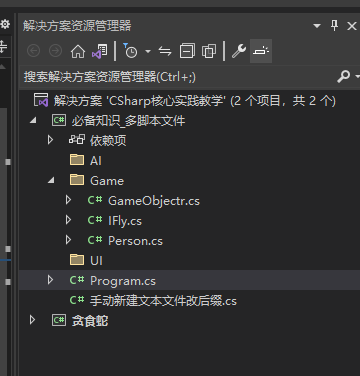 解决方案资源管理器
搜索解决方案资源管理器(Ctrl+;)
解决方案 'CSharp核心实践教学' (2 个项目，共 2 个)
必备知识_多脚本文件
依赖项
AI
Game
GameObjectr.cs
IFly.cs
Person.cs
UI
Program.cs
手动新建文本文件改后缀.cs
贪食蛇